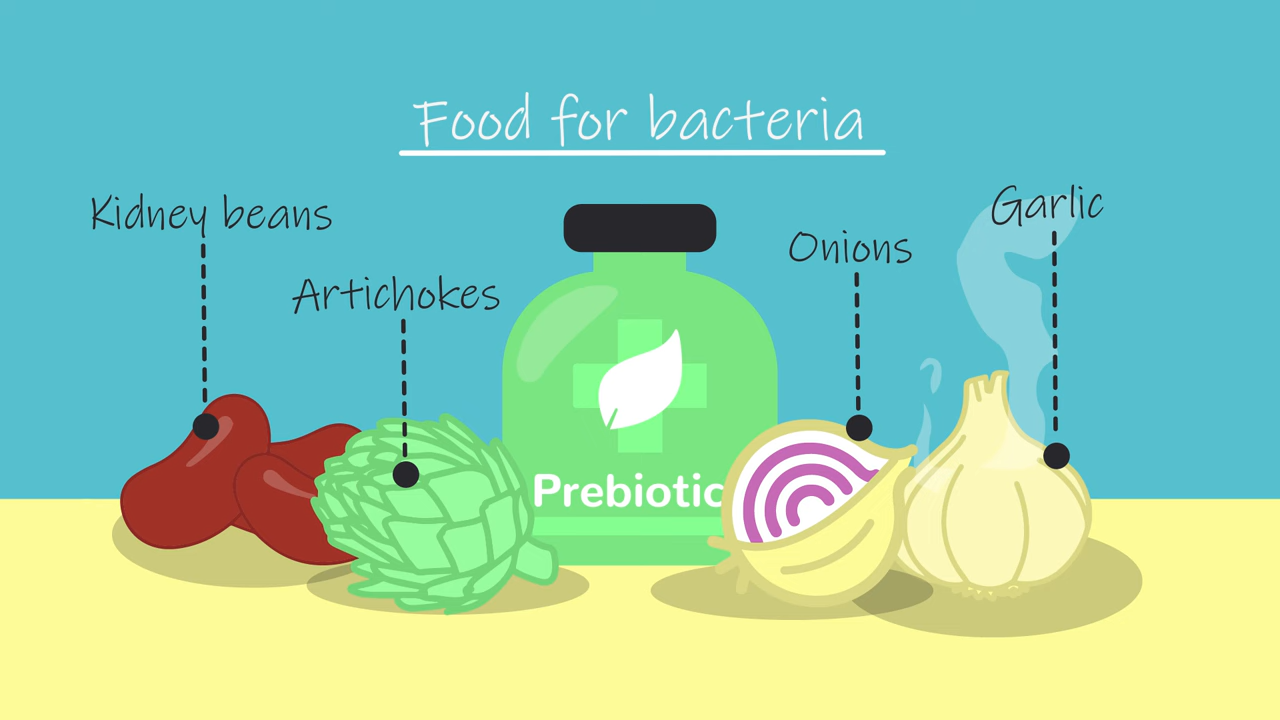 Food for bacteria
Kidney beans
Garlic
Onions
Artichokes
Prebiotic